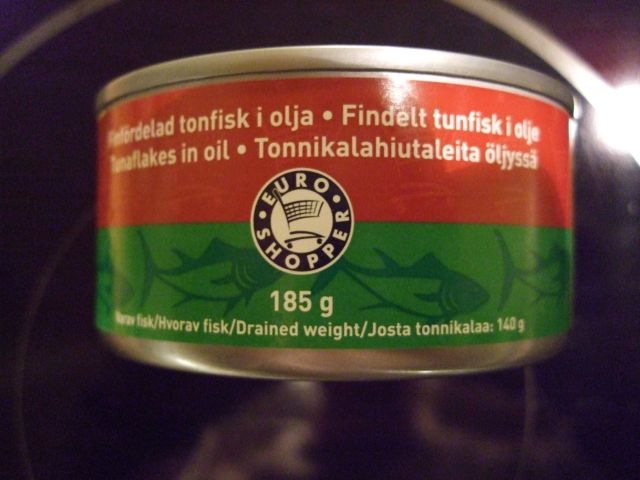 Finfördelad tonfisk i olja • Findelt tunfisk i olje
Tunaflakes in oil • Tonnikalahiutaleita öljyssä
EURO SHOPPER
185 g
fisk/Hvorav fisk/Drained weight/Josta tonnikalaa: 140 g